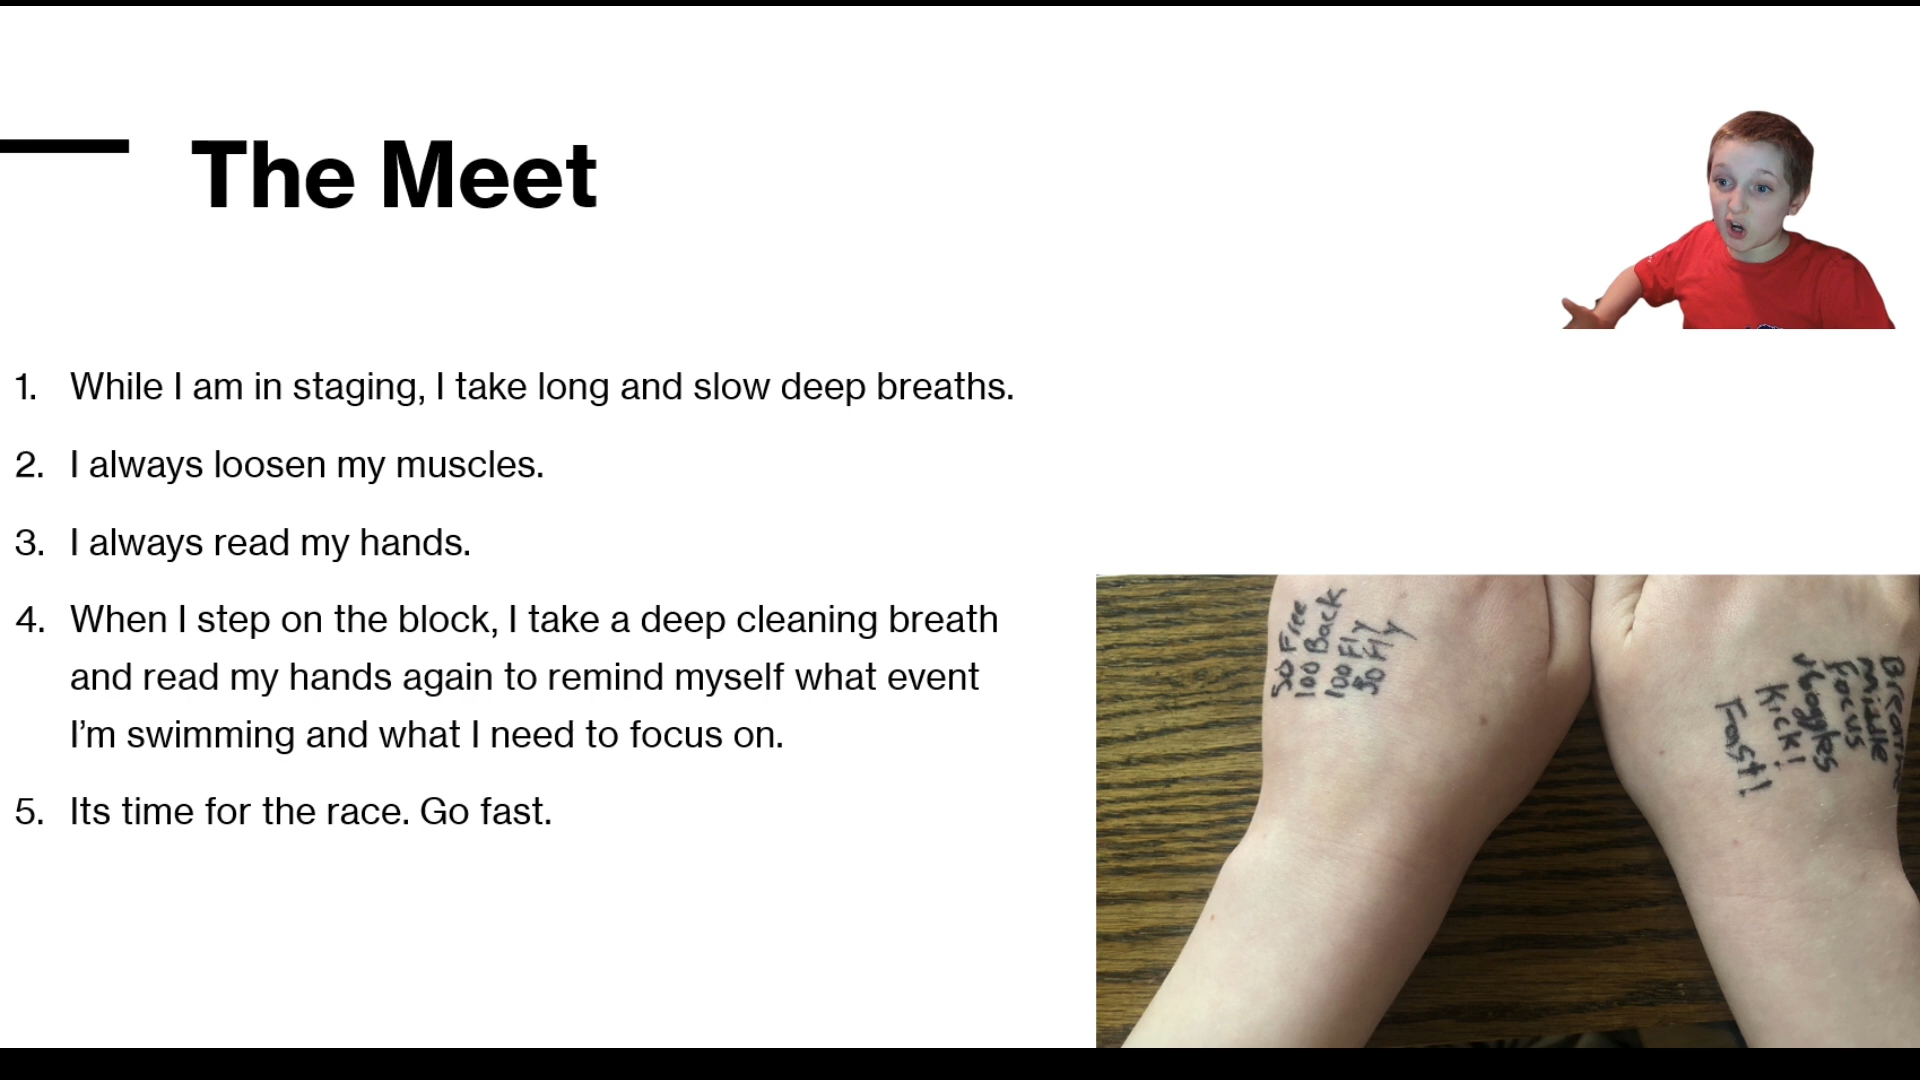 The Meet
1. While I am in staging, I take long and slow deep breaths.
2. I always loosen my muscles.
3. I always read my hands.
4. When I step on the block, I take a deep cleaning breath
and read my hands again to remind myself what event
I'm swimming and what I need to focus on.
5. Its time for the race. Go fast.
50 Free
100 Back
100 Fly
50 Fly
Middle
Focus
Kick!
Fast!